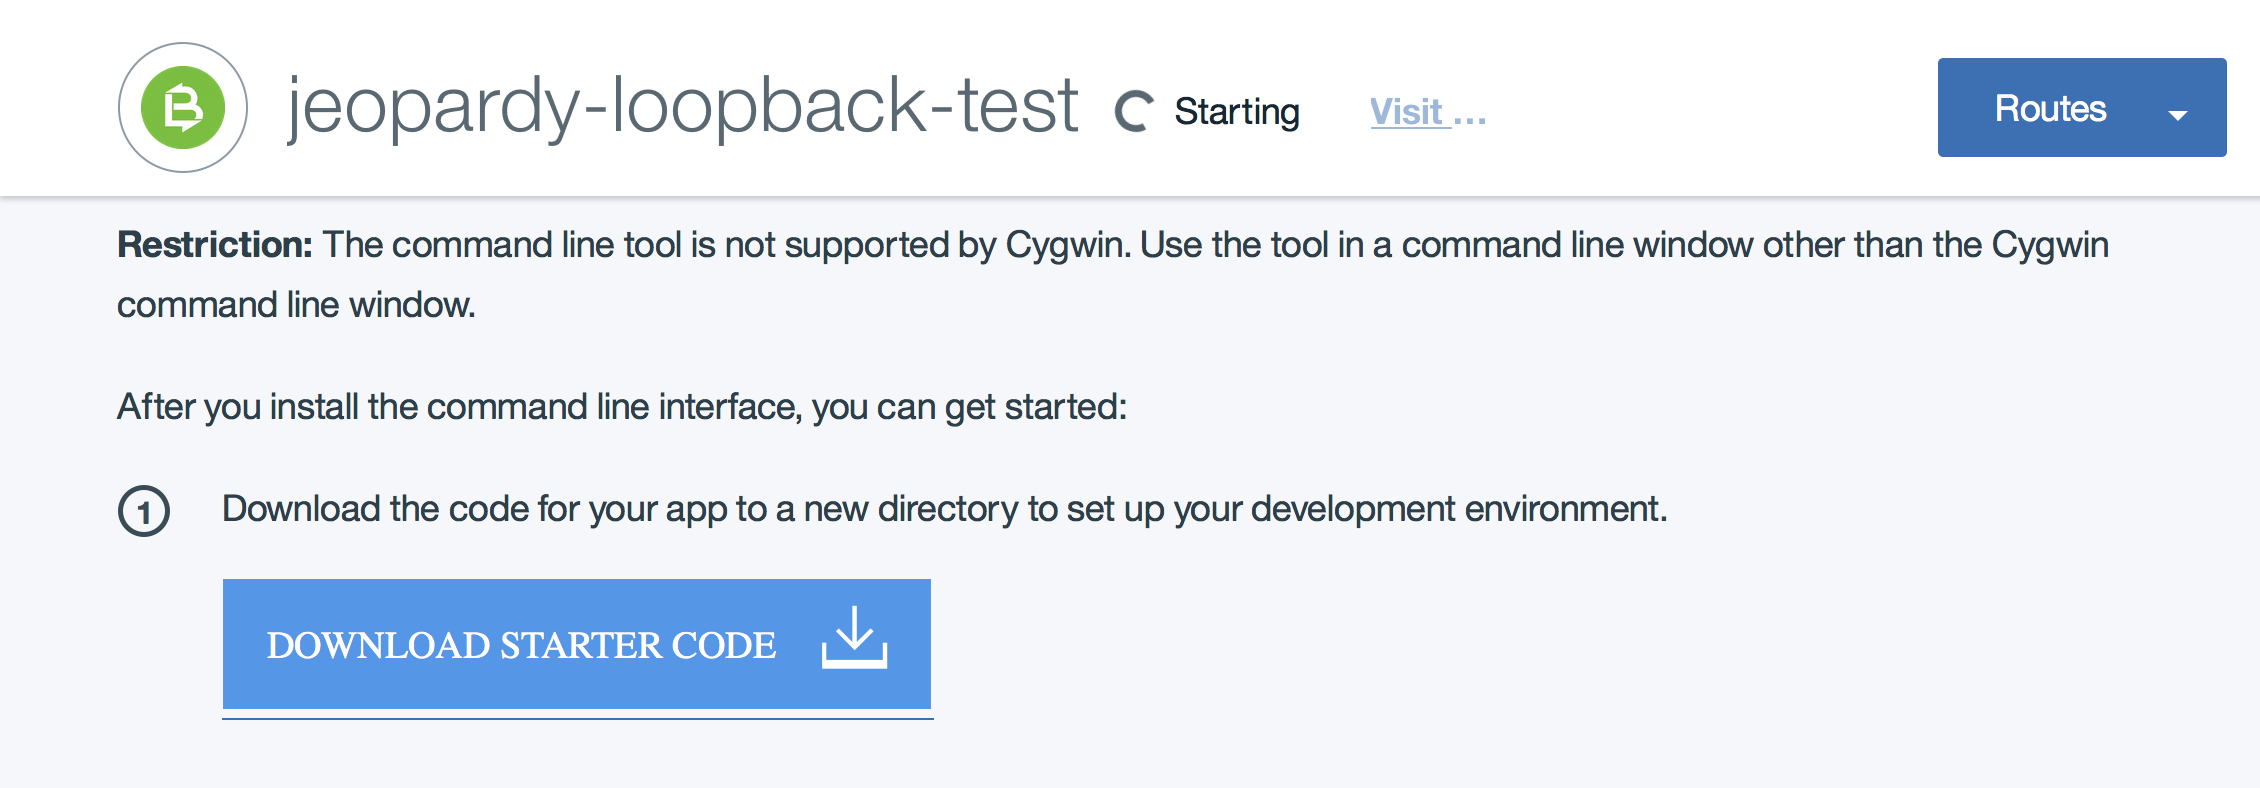 jeopardy-loopback-test Starting Visit ... Routes
Restriction: The command line tool is not supported by Cygwin. Use the tool in a command line window other than the Cygwin
command line window.
After you install the command line interface, you can get started:
1 Download the code for your app to a new directory to set up your development environment.
DOWNLOAD STARTER CODE